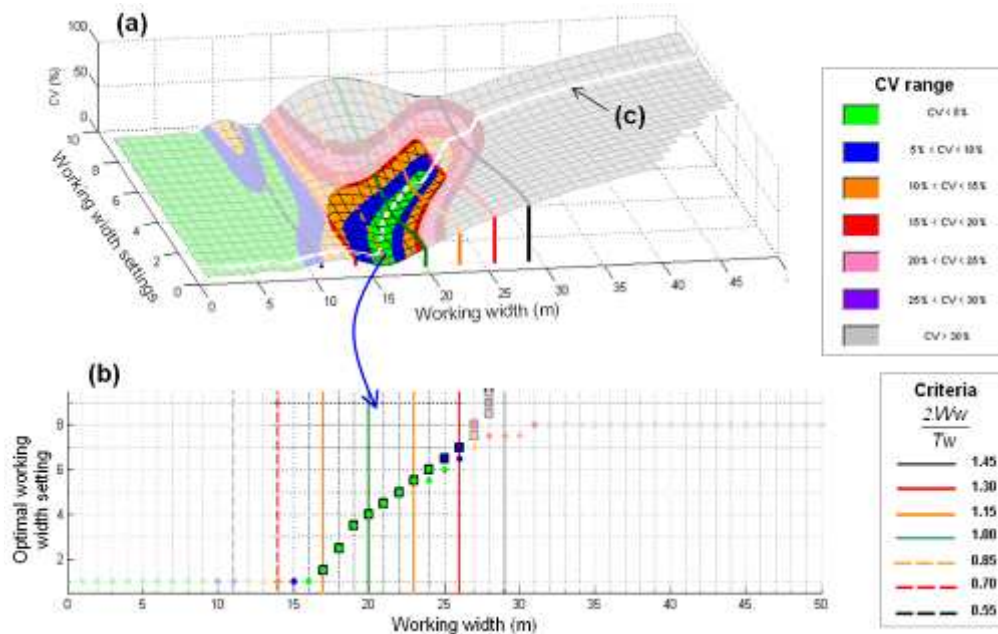 (a)
100
50
0
CV (%)
10
8
6
4
2
0
Working width settings
0
5
10
15
20
25
30
35
40
45
50
Working width (m)
(c)
CV range
CV < 5%
5% < CV < 10%
10% < CV < 15%
15% < CV < 20%
20% < CV < 25%
25% < CV < 30%
CV > 30%
(b)
Optimal working
width setting
8
6
4
2
0
5
10
15
20
25
30
35
40
45
50
Working width (m)
Criteria
2Ww
Tw
1.45
1.30
1.15
1.00
0.85
0.70
0.55